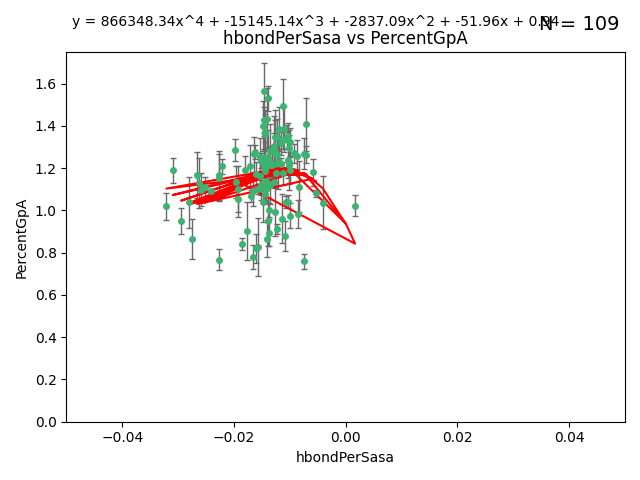 y = 866348.34x^4 + -15145.14x^3 + -2837.09x^2 + -51.96x + 0.94
N = 109
hbondPerSasa vs PercentGpA
1.6
1.4
1.2
1.0
0.8
0.6
0.4
0.2
0.0
PercentGpA
−0.04 −0.02 0.00 0.02 0.04
hbondPerSasa